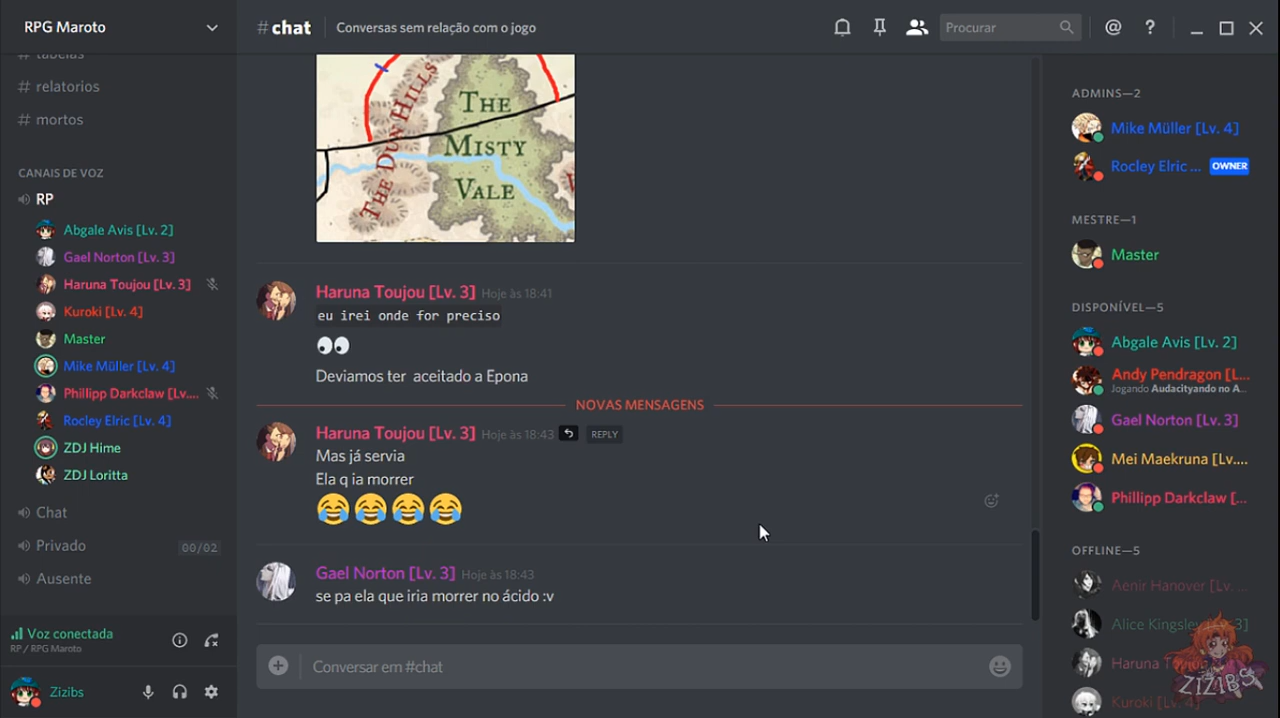 RPG Maroto
# tabelas
# relatorios
# mortos
CANAIS DE VOZ
RP
Abgale Avis [Lv. 2]
Gael Norton [Lv. 3]
Haruna Toujou [Lv. 3]
Kuroki [Lv. 4]
Master
Mike Müller [Lv. 4]
Phillipp Darkclaw [Lv....
Rocley Elric [Lv. 4]
ZDJ Hime
ZDJ Loritta
Chat
Privado 00/02
Ausente
Voz conectada
RP / RPG Maroto
Zizibs
#chat Conversas sem relação com o jogo
Procurar
THE DUN HILLS
THE
MISTY
VALE
Haruna Toujou [Lv. 3] Hoje às 18:41
eu irei onde for preciso
👀
Deviamos ter aceitado a Epona
NOVAS MENSAGENS
Haruna Toujou [Lv. 3] Hoje às 18:43 REPLY
Mas já servia
Ela q ia morrer
😂😂😂😂
Gael Norton [Lv. 3] Hoje às 18:43
se pa ela que iria morrer no ácido :v
Conversar em #chat
ADMINS—2
Mike Müller [Lv. 4]
Rocley Elric ... OWNER
MESTRE—1
Master
DISPONÍVEL—5
Abgale Avis [Lv. 2]
Andy Pendragon [L...
Jogando Audacityando no A...
Gael Norton [Lv. 3]
Mei Maekruna [Lv....
Phillipp Darkclaw [...
OFFLINE—5
Aenir Hanover [Lv. ...
Alice Kingsley [Lv. 3]
Haruna
Kuroki [Lv. 4]
ZIZIBS